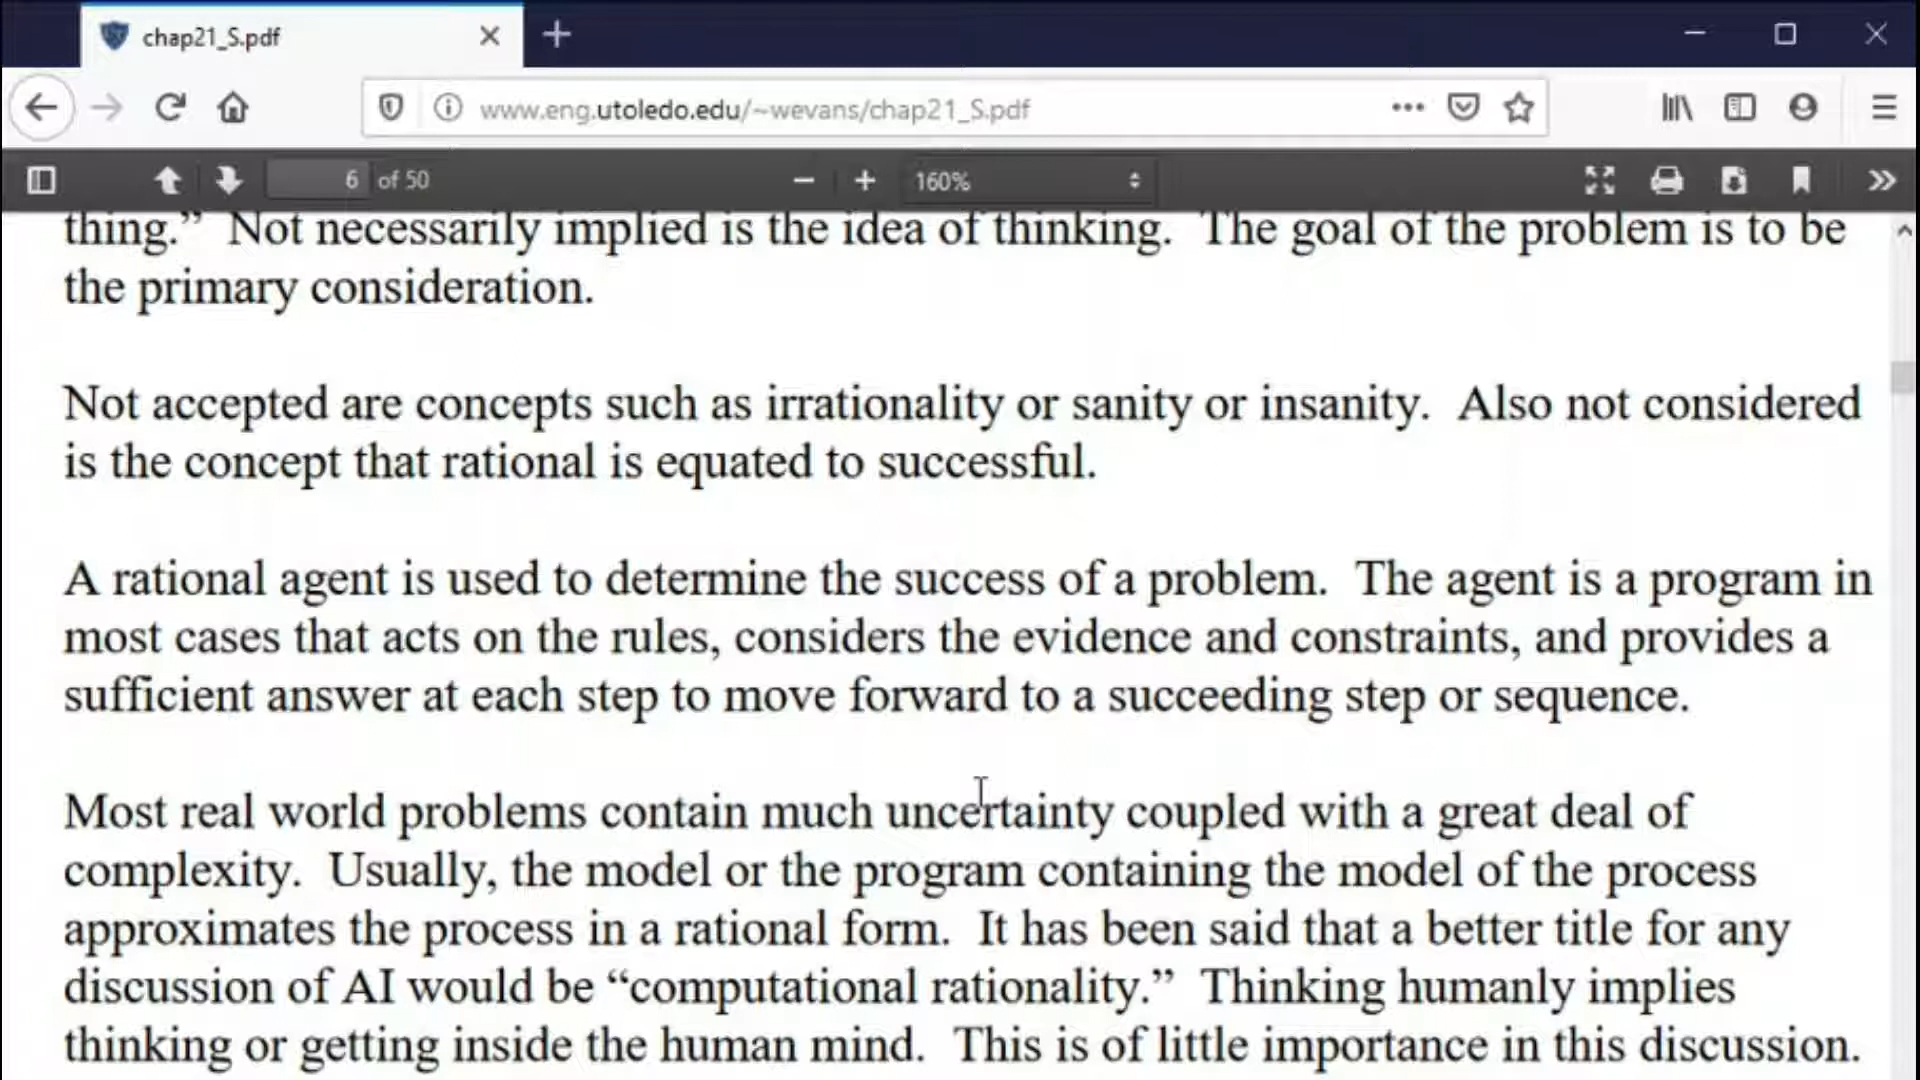 chap21_S.pdf
www.eng.utoledo.edu/~wevans/chap21_S.pdf
6 of 50
160%
thing.” Not necessarily implied is the idea of thinking. The goal of the problem is to be
the primary consideration.
Not accepted are concepts such as irrationality or sanity or insanity. Also not considered
is the concept that rational is equated to successful.
A rational agent is used to determine the success of a problem. The agent is a program in
most cases that acts on the rules, considers the evidence and constraints, and provides a
sufficient answer at each step to move forward to a succeeding step or sequence.
Most real world problems contain much uncertainty coupled with a great deal of
complexity. Usually, the model or the program containing the model of the process
approximates the process in a rational form. It has been said that a better title for any
discussion of AI would be “computational rationality.” Thinking humanly implies
thinking or getting inside the human mind. This is of little importance in this discussion.